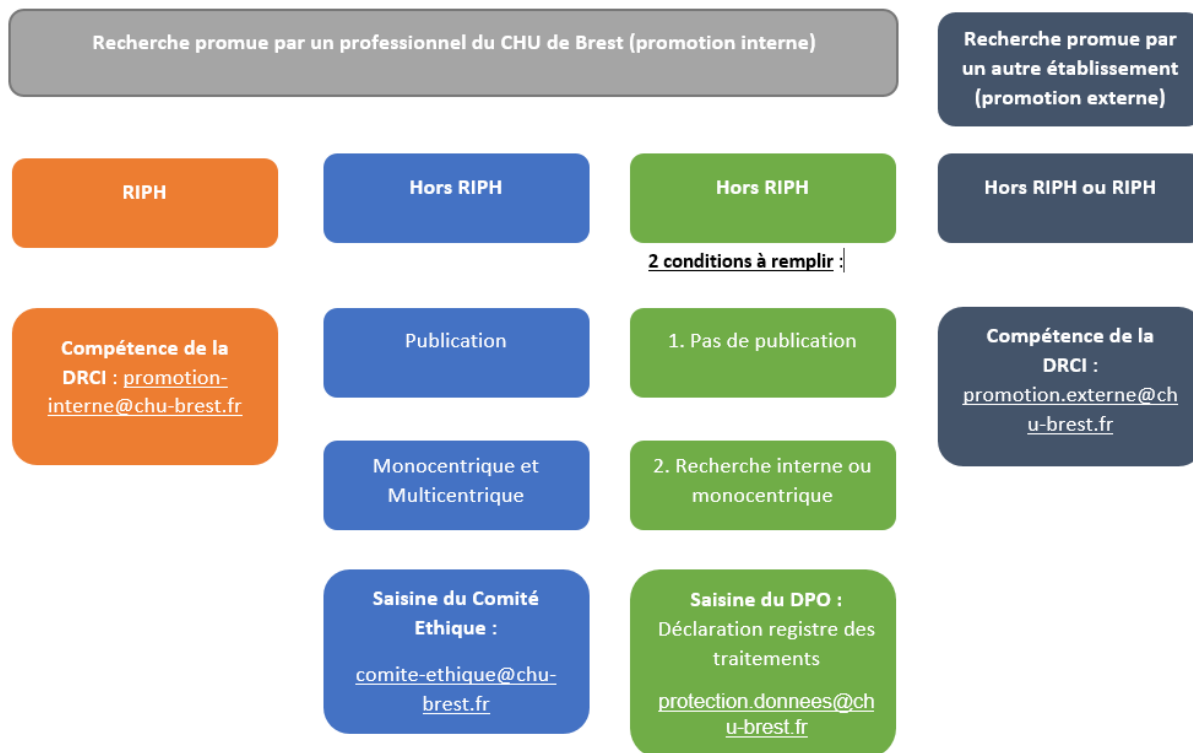 Recherche promue par un professionnel du CHU de Brest (promotion interne)
Recherche promue par
un autre établissement
(promotion externe)
RIPH
Hors RIPH
Hors RIPH
Hors RIPH ou RIPH
2 conditions à remplir :
Compétence de la
DRCI : promotion-
interne@chu-brest.fr
Publication
1. Pas de publication
Compétence de la
DRCI :
promotion.externe@ch
u-brest.fr
Monocentrique et
Multicentrique
2. Recherche interne ou
monocentrique
Saisine du Comité
Ethique :
comite-ethique@chu-
brest.fr
Saisine du DPO :
Déclaration registre des
traitements
protection.donnees@ch
u-brest.fr